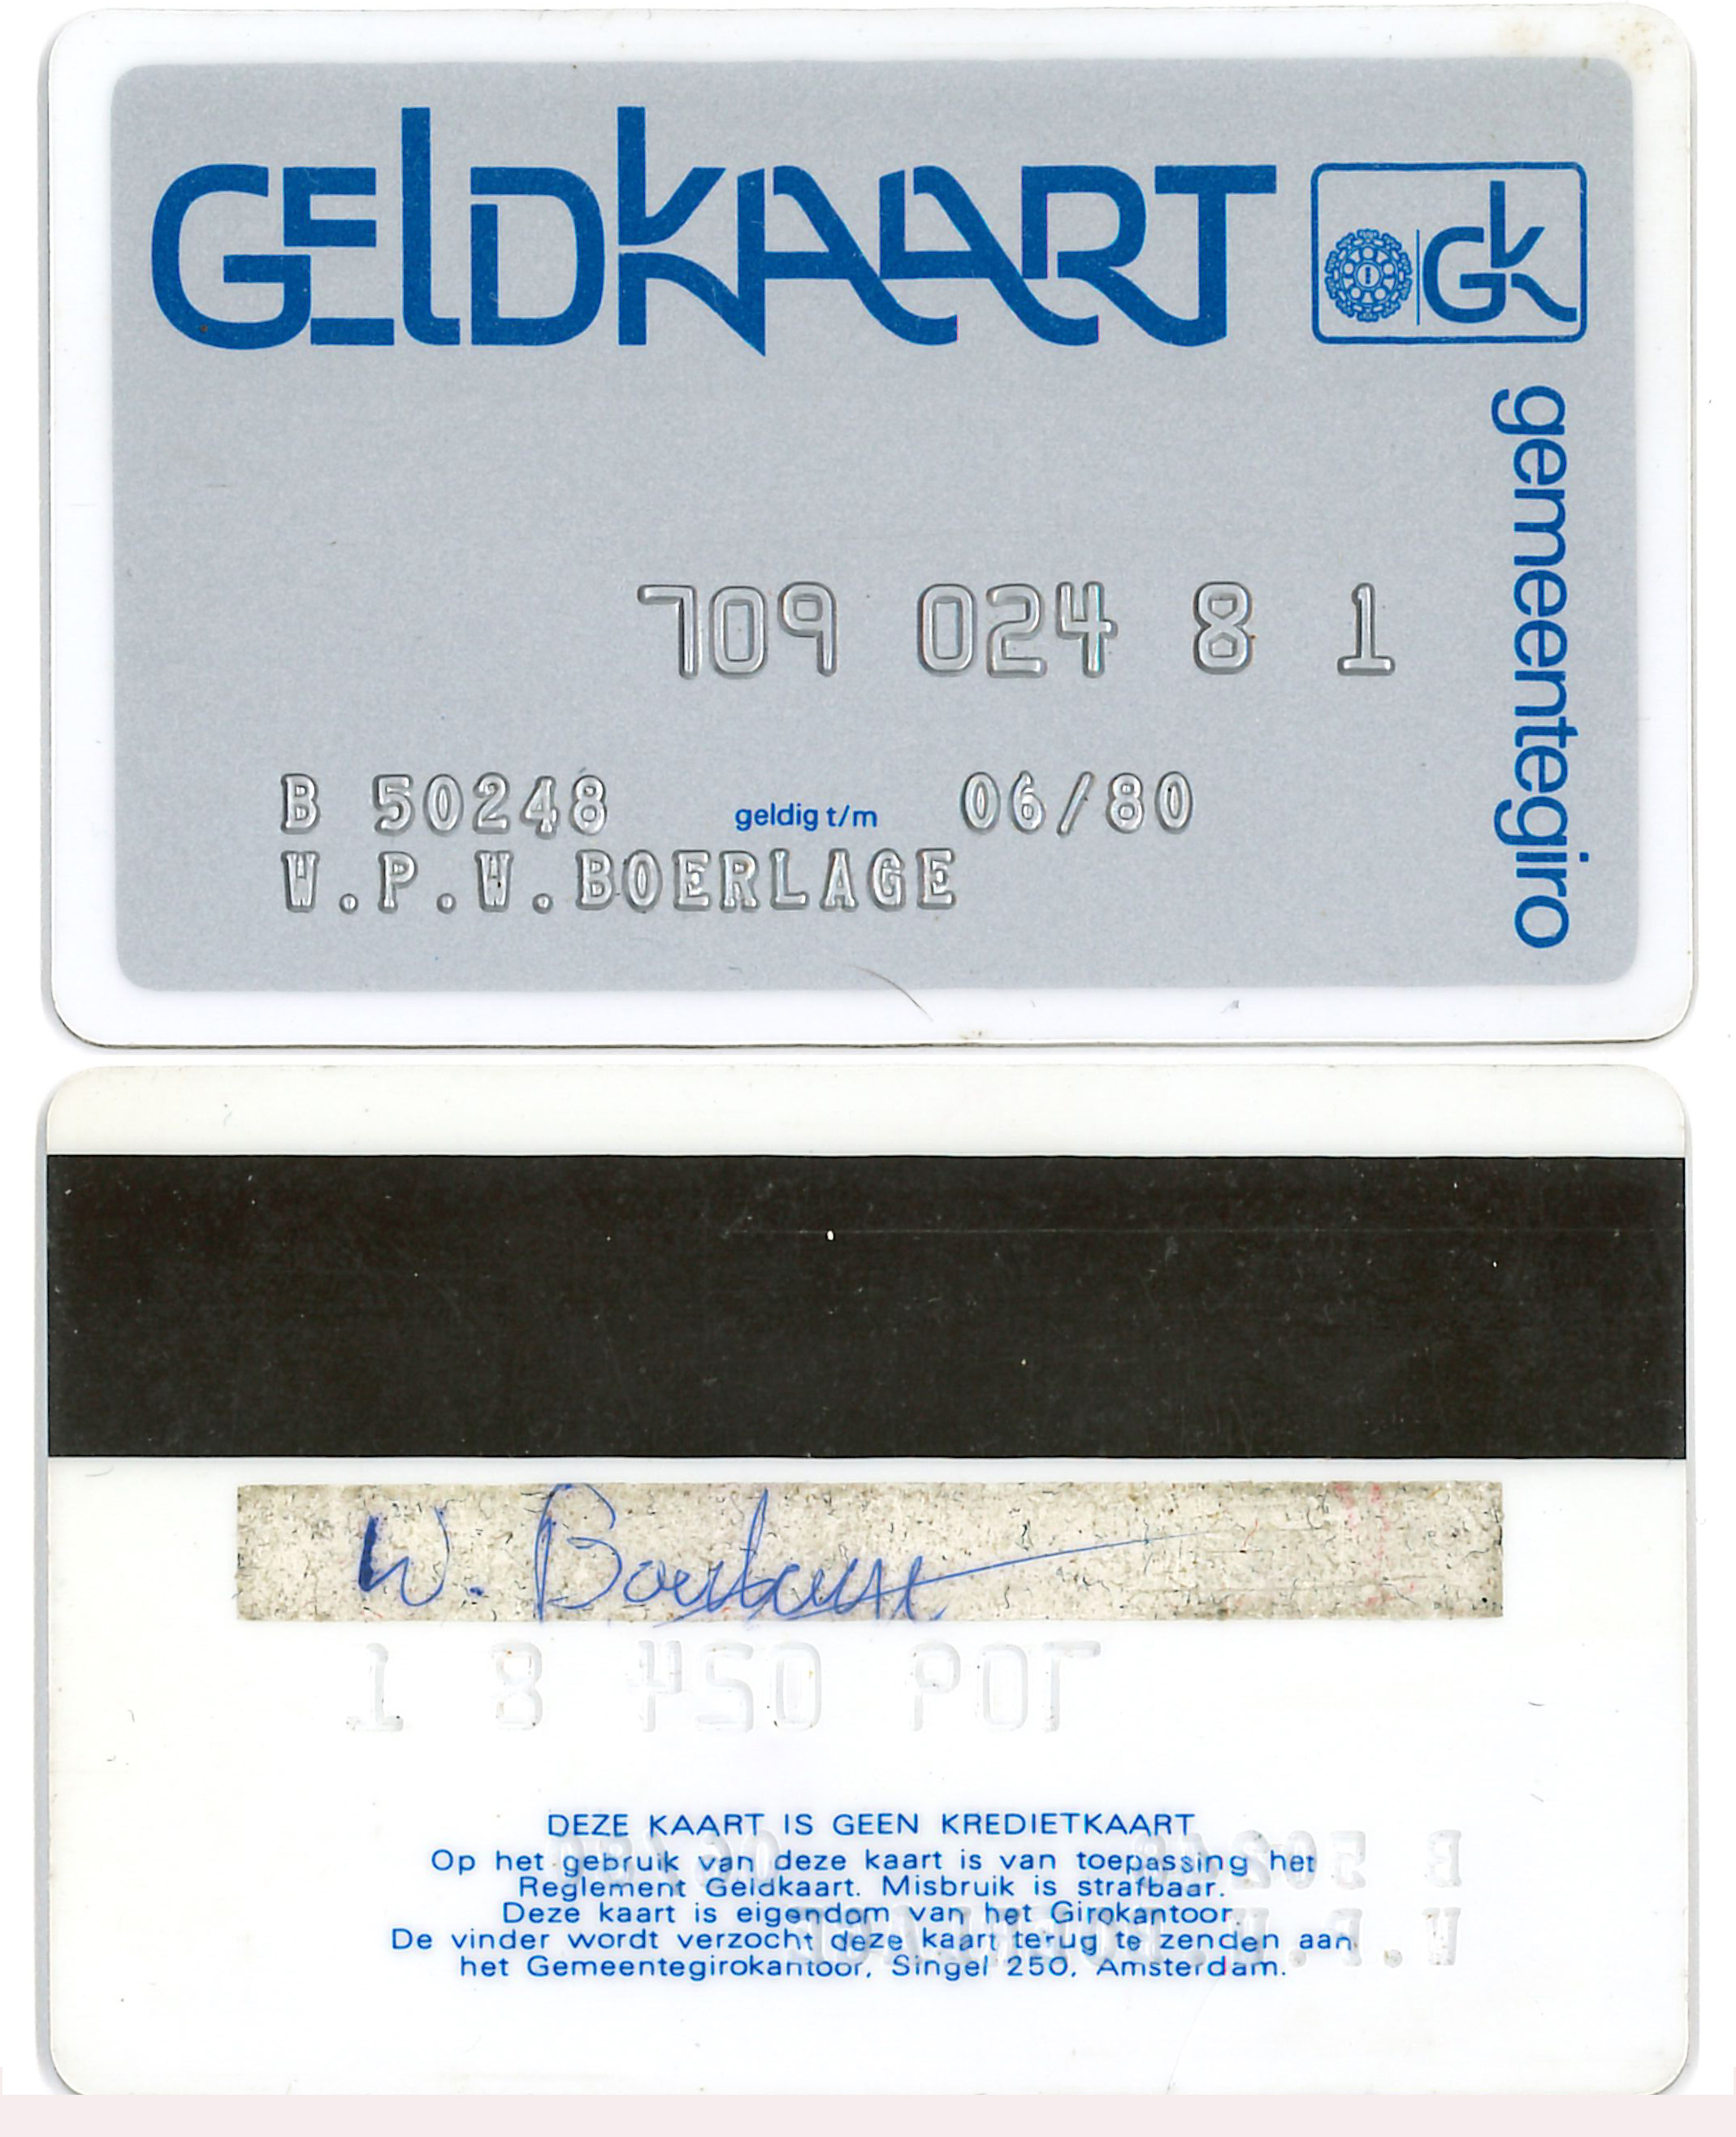 GELDKAART
GK
gemeentegiro
709 024 8 1
B 50248 geldig t/m 06/80
W.P.W.BOERLAGE
W. Boerlage
DEZE KAART IS GEEN KREDIETKAART
Op het gebruik van deze kaart is van toepassing het
Reglement Geldkaart. Misbruik is strafbaar.
Deze kaart is eigendom van het Girokantoor.
De vinder wordt verzocht deze kaart terug te zenden aan
het Gemeentegirokantoor, Singel 250, Amsterdam.